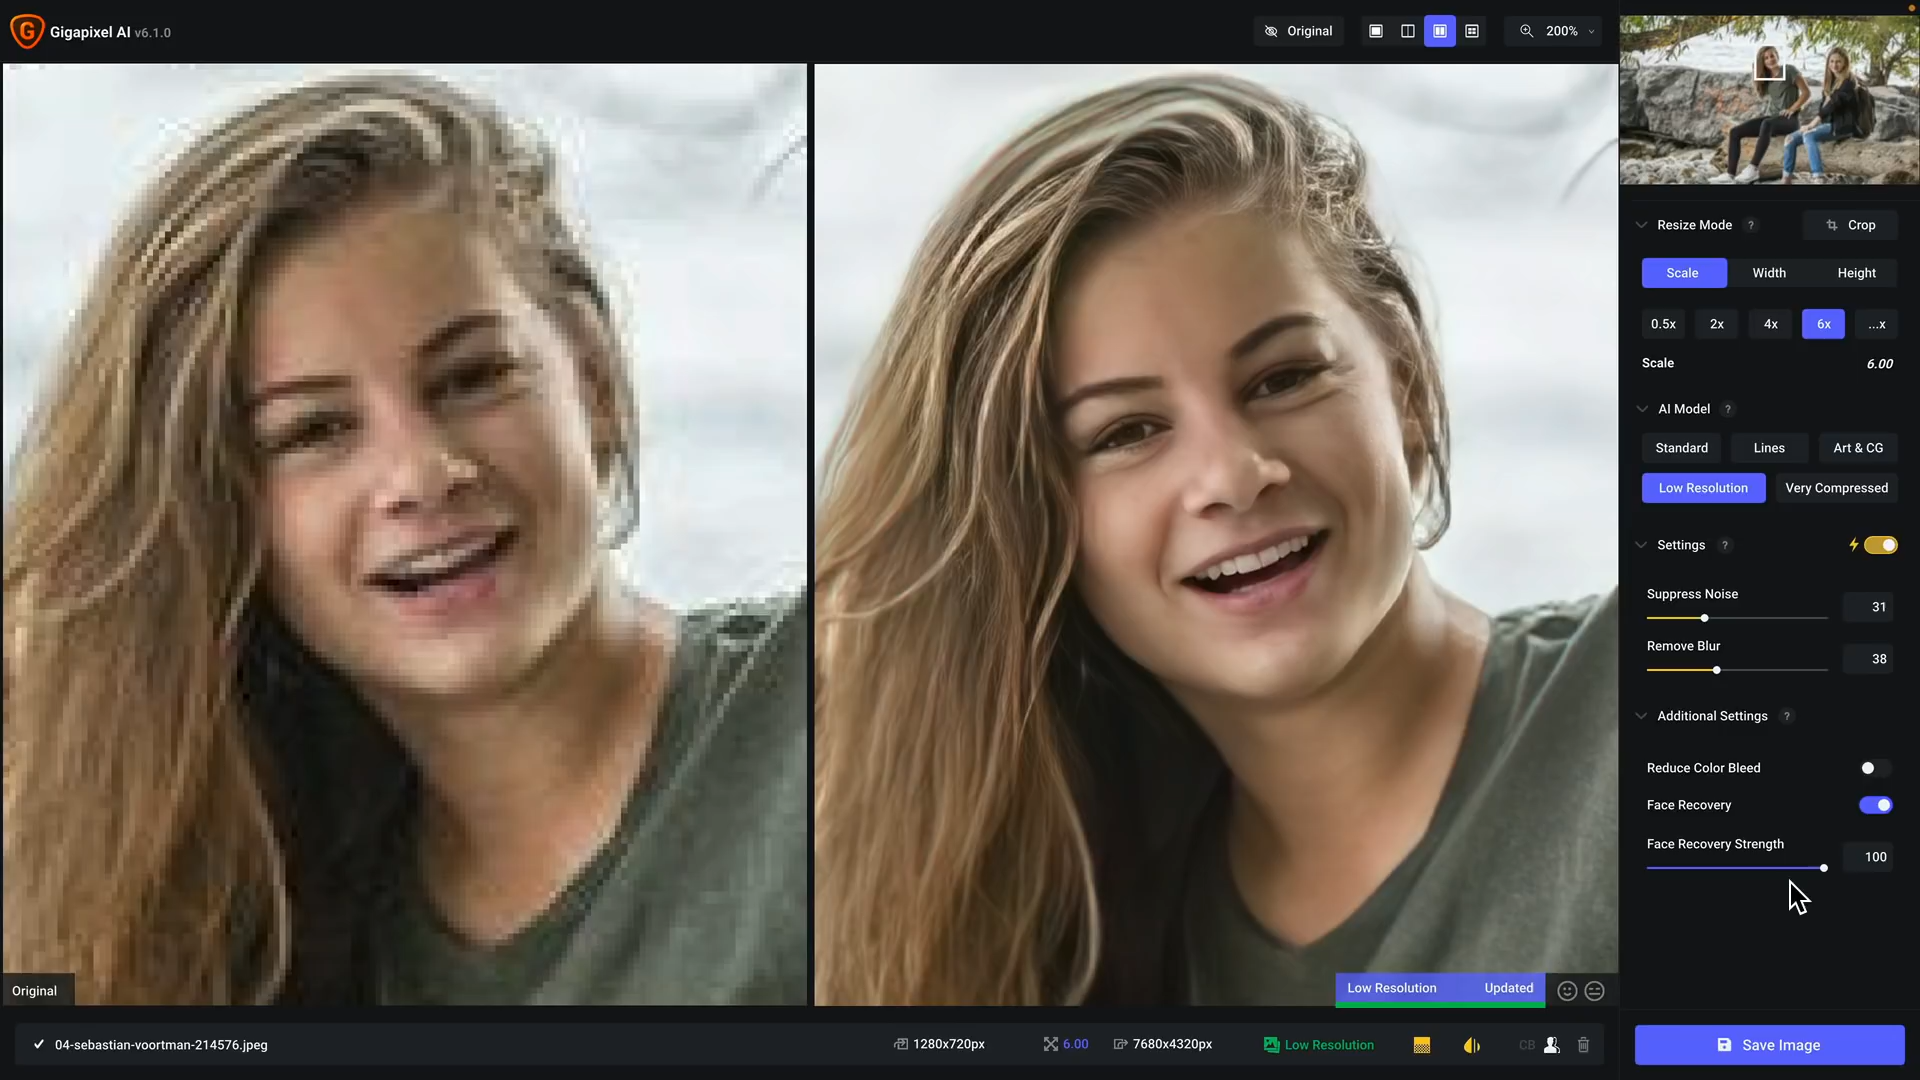 Gigapixel AI v6.1.0
Original
200%
Resize Mode ? Crop
Scale Width Height
0.5x 2x 4x 6x ...x
Scale 6.00
AI Model ?
Standard Lines Art & CG
Low Resolution Very Compressed
Settings ?
Suppress Noise 31
Remove Blur 38
Additional Settings ?
Reduce Color Bleed
Face Recovery
Face Recovery Strength 100
Original
Low Resolution Updated
04-sebastian-voortman-214576.jpeg 1280x720px 6.00 7680x4320px Low Resolution CB
Save Image